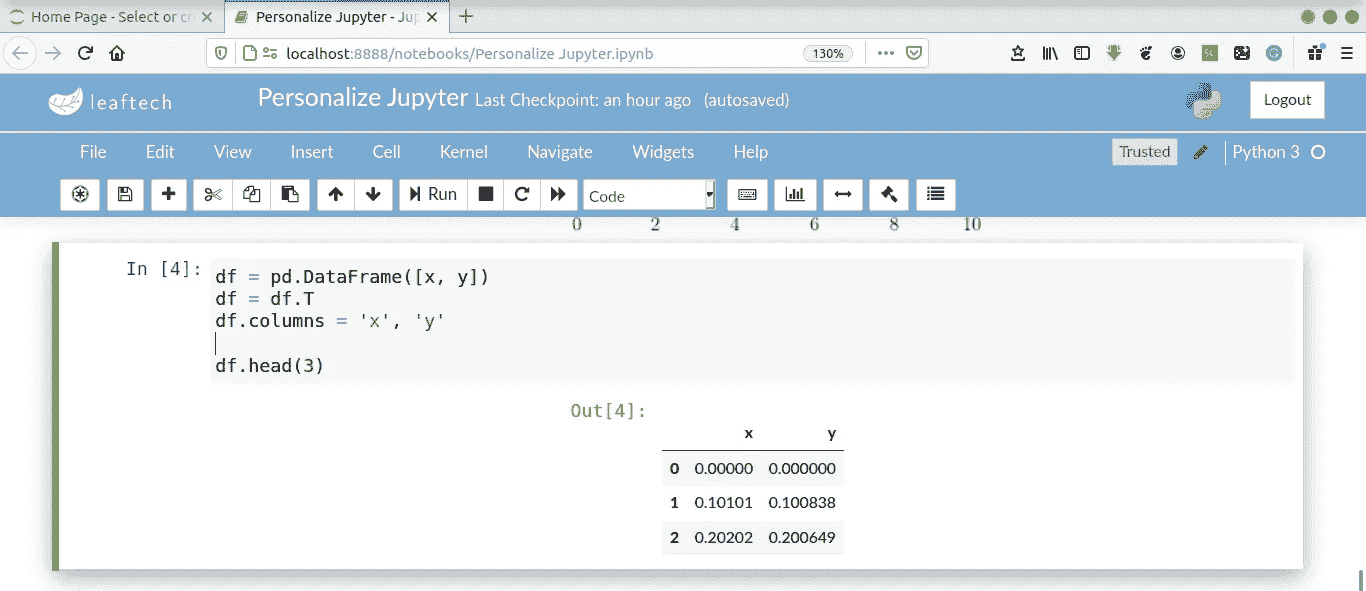 Home Page - Select or cr
Personalize Jupyter - Jup
localhost:8888/notebooks/Personalize Jupyter.ipynb
130%
leaftech
Personalize Jupyter Last Checkpoint: an hour ago (autosaved)
Logout
File Edit View Insert Cell Kernel Navigate Widgets Help
Trusted
Python 3
Run
Code
0 2 4 6 8 10
In [4]:
df = pd.DataFrame([x, y])
df = df.T
df.columns = 'x', 'y'
df.head(3)
Out[4]:
x y
0 0.00000 0.000000
1 0.10101 0.100838
2 0.20202 0.200649